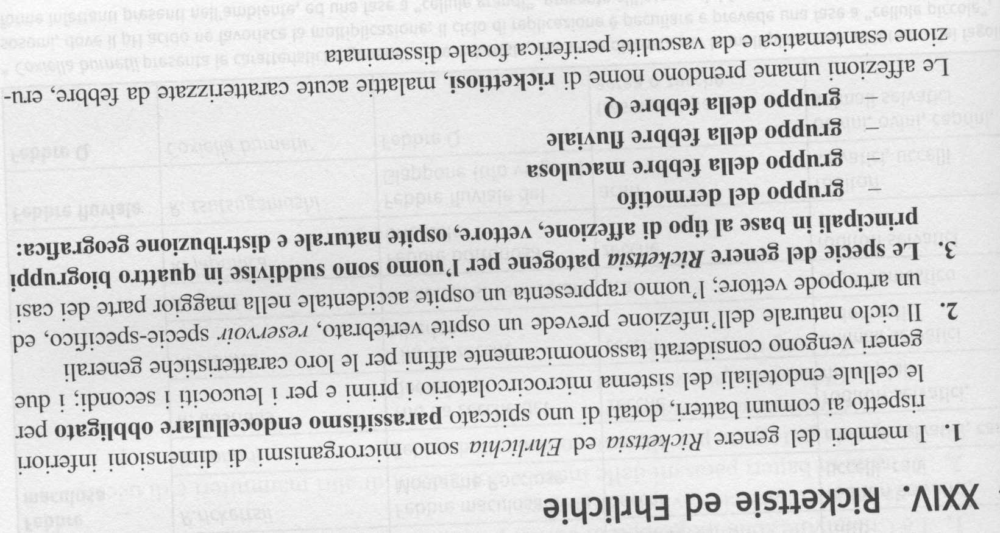 XXIV. Rickettsie ed Ehrlichie
1. I membri del genere Rickettsia ed Ehrlichia sono microrganismi di dimensioni inferiori
rispetto ai comuni batteri, dotati di uno spiccato parassitismo endocellulare obbligato per
le cellule endoteliali del sistema microcircolatorio i primi e per i leucociti i secondi; i due
generi vengono considerati tassonomicamente affini per le loro caratteristiche generali
2. Il ciclo naturale dell'infezione prevede un ospite vertebrato, reservoir specie-specifico, ed
un artropode vettore; l'uomo rappresenta un ospite accidentale nella maggior parte dei casi
3. Le specie del genere Rickettsia patogene per l'uomo sono suddivise in quattro biogruppi
principali in base al tipo di affezione, vettore, ospite naturale e distribuzione geografica:
– gruppo del dermotifo
– gruppo della febbre maculosa
– gruppo della febbre fluviale
– gruppo della febbre Q
Le affezioni umane prendono nome di rickettiosi, malattie acute caratterizzate da febbre, eru-
zione esantematica e da vasculite periferica focale disseminata